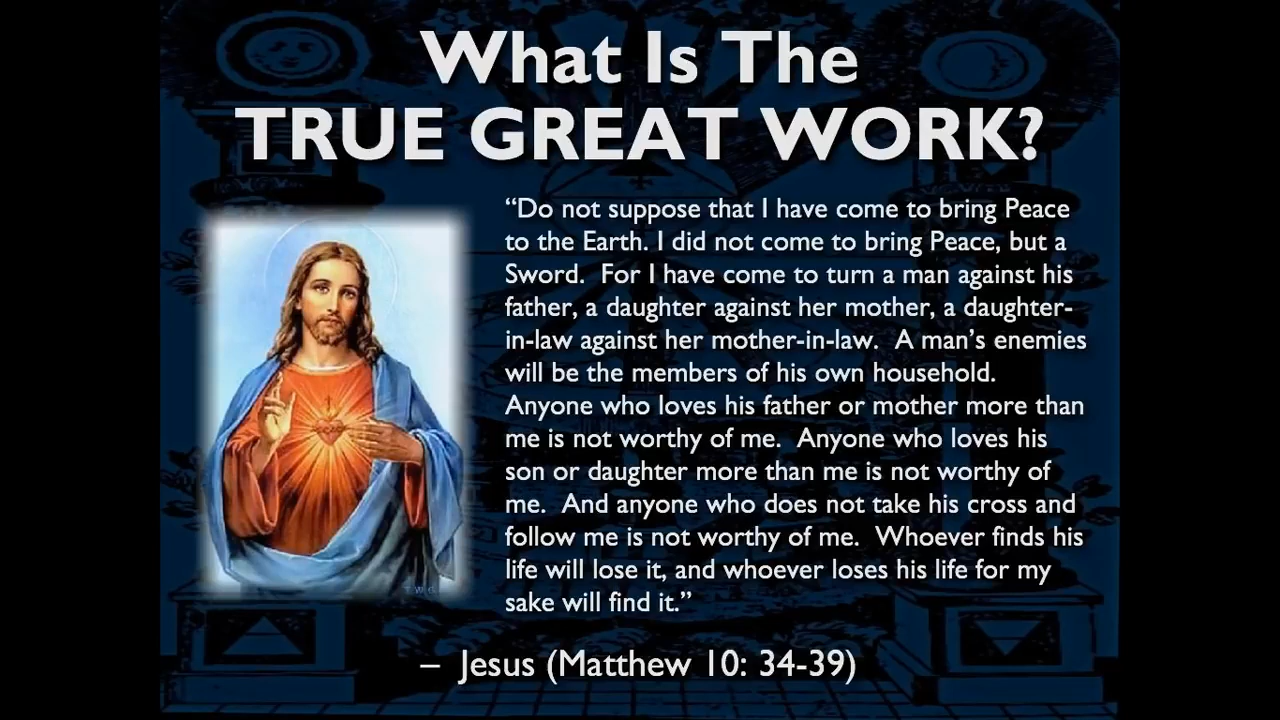 What Is The
TRUE GREAT WORK?
“Do not suppose that I have come to bring Peace
to the Earth. I did not come to bring Peace, but a
Sword.  For I have come to turn a man against his
father, a daughter against her mother, a daughter-
in-law against her mother-in-law.  A man’s enemies
will be the members of his own household.
Anyone who loves his father or mother more than
me is not worthy of me.  Anyone who loves his
son or daughter more than me is not worthy of
me.  And anyone who does not take his cross and
follow me is not worthy of me.  Whoever finds his
life will lose it, and whoever loses his life for my
sake will find it.”
– Jesus (Matthew 10: 34-39)